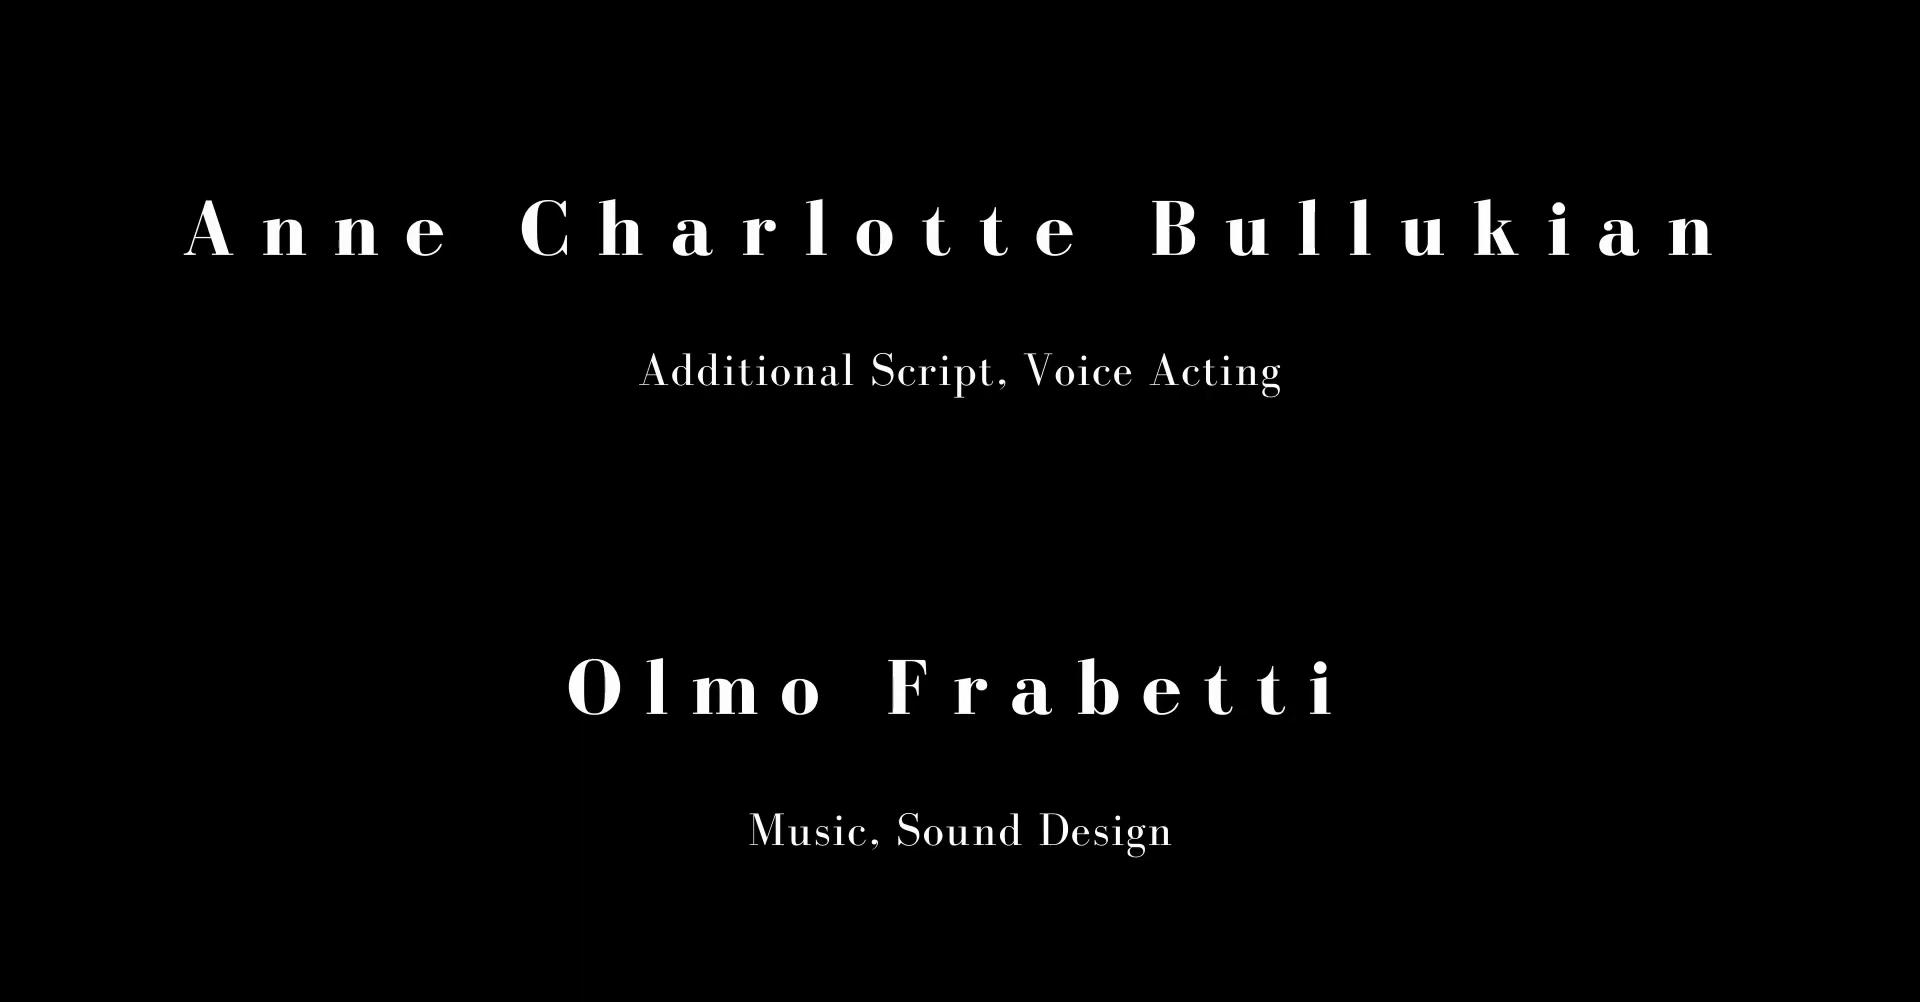 Anne Charlotte Bullukian
Additional Script, Voice Acting
Olmo Frabetti
Music, Sound Design